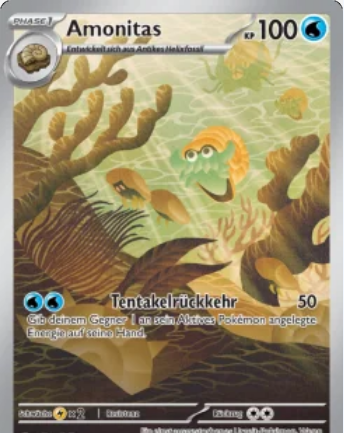 PHASE 1
Amonitas
KP 100
Entwickelt sich aus Antikes Helixfossil
Tentakelrückkehr 50
Gib deinem Gegner 1 an sein Aktives Pokémon angelegte
Energie auf seine Hand.
Schwäche x2 Resistenz Rückzug